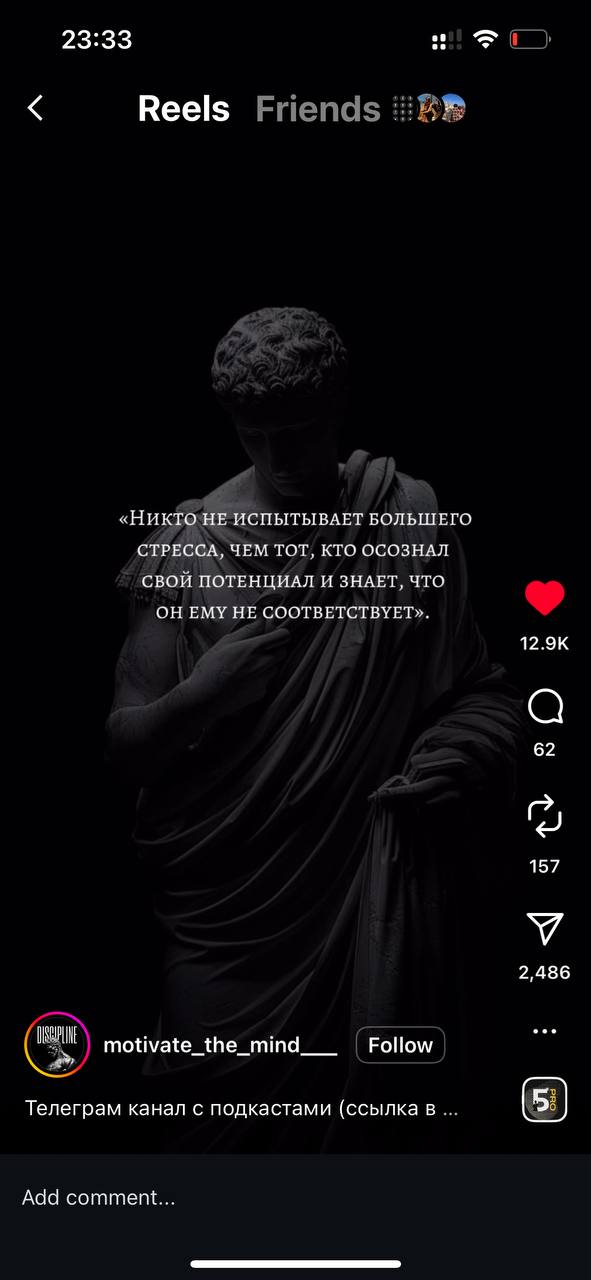 23:33
Reels Friends
«Никто не испытывает большего
стресса, чем тот, кто осознал
свой потенциал и знает, что
он ему не соответствует».
12.9K
62
157
2,486
DISCIPLINE
motivate_the_mind___ Follow
Телеграм канал с подкастами (ссылка в ...
5 PRO
Add comment...